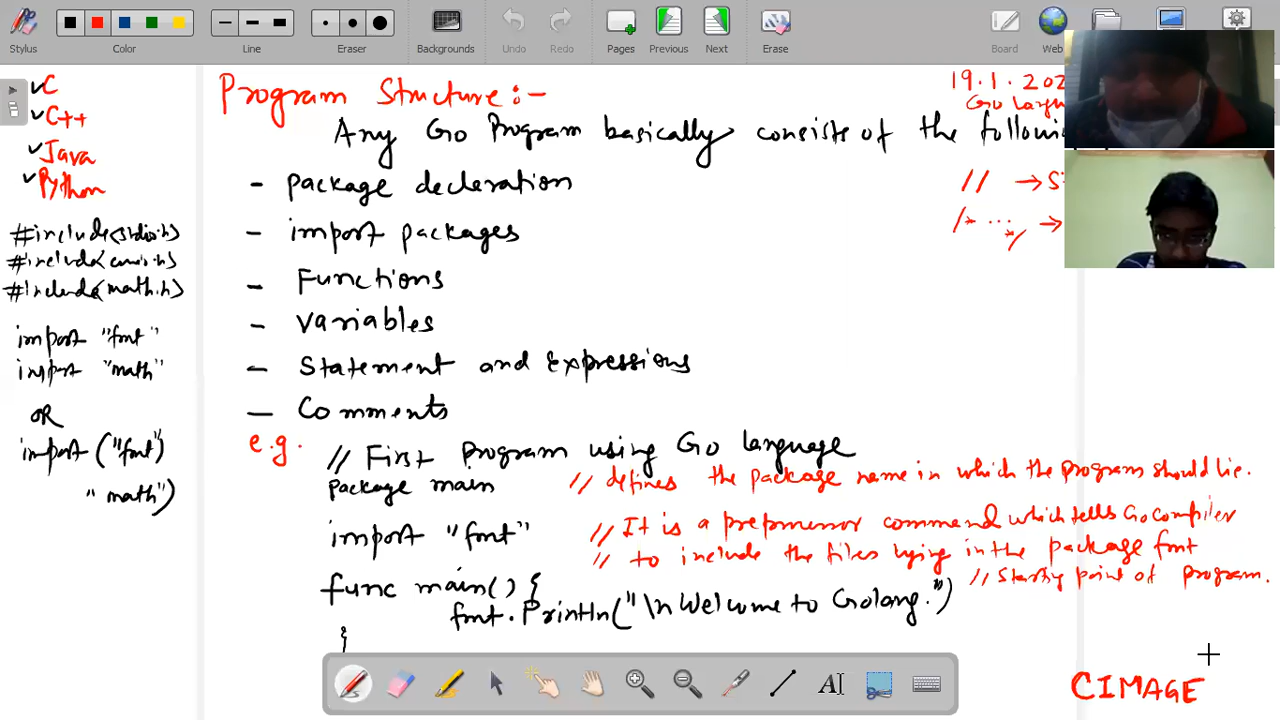 Stylus
Color
Line
Eraser
Backgrounds
Undo
Redo
Pages
Previous
Next
Erase
Board
Web
C
C++
Java
Python
#include<stdio.h>
#include<conio.h>
#include<math.h>
import "fmt"
import "math"
OR
import ("fmt")
"math")
Program Structure:-
19.1.202
Go langu
Any Go Program basically consists of the followi
- package decleration
- import packages
- Functions
- Variables
- Statement and Expressions
- Comments
// →S
/* ... */ →
e.g.
// First Program using Go language
package main // defines the package name in which the program should lie.
import "fmt" // It is a preprocessor command which tells Go Compiler
// to include the files lying in the package fmt
func main() { // Starting point of program.
fmt.Println("\n Welcome to Golang.")
}
CIMAGE